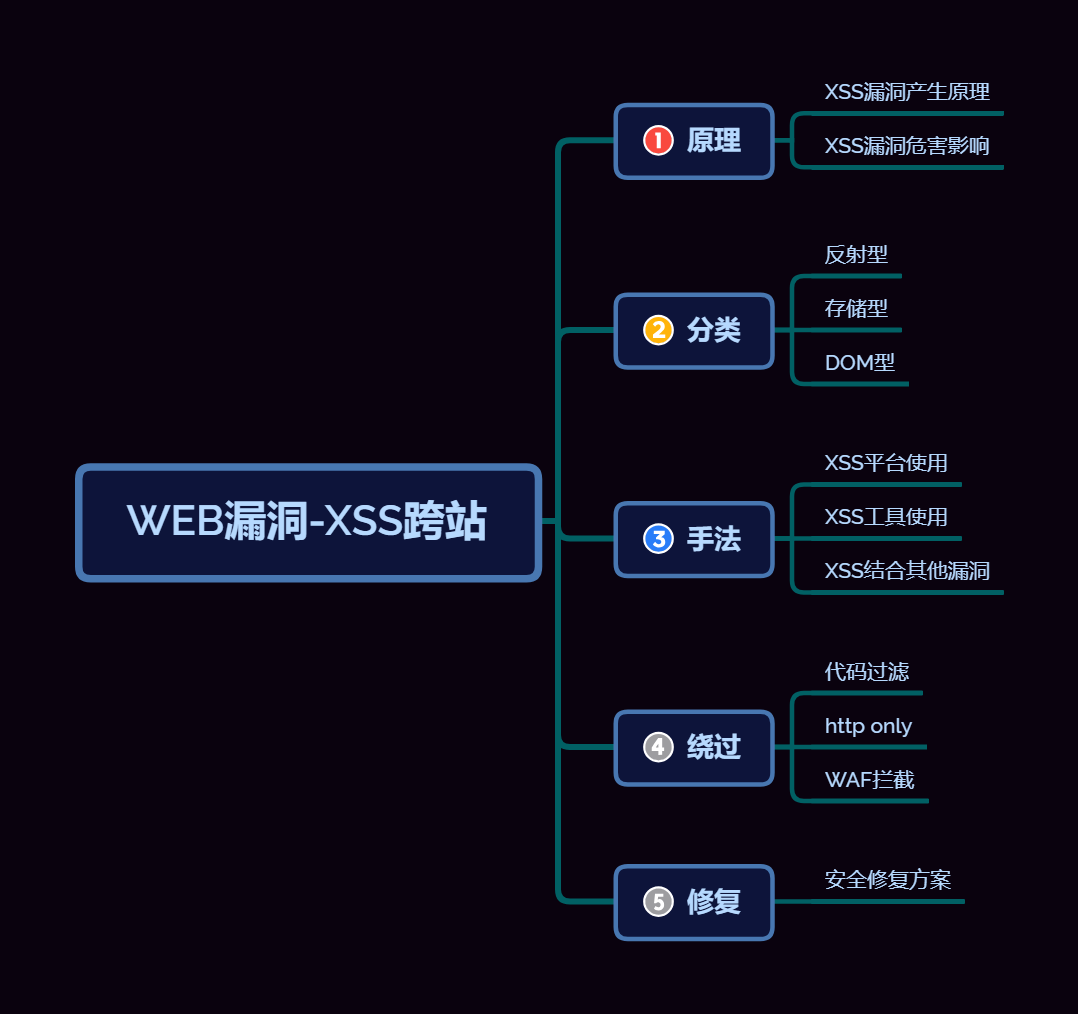 WEB漏洞-XSS跨站
1 原理
XSS漏洞产生原理
XSS漏洞危害影响
2 分类
反射型
存储型
DOM型
3 手法
XSS平台使用
XSS工具使用
XSS结合其他漏洞
4 绕过
代码过滤
http only
WAF拦截
5 修复
安全修复方案